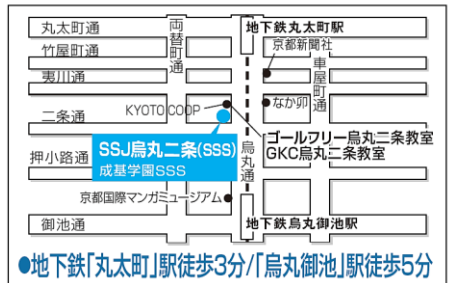 丸太町通
両替町通
地下鉄丸太町駅
竹屋町通
京都新聞社
車屋町通
夷川通
KYOTO COOP
なか卯
二条通
ゴールフリー烏丸二条教室
GKC烏丸二条教室
SSJ烏丸二条(SSS)
成基学園SSS
烏丸通
押小路通
京都国際マンガミュージアム
御池通
地下鉄烏丸御池駅
●地下鉄「丸太町」駅徒歩3分/「烏丸御池」駅徒歩5分